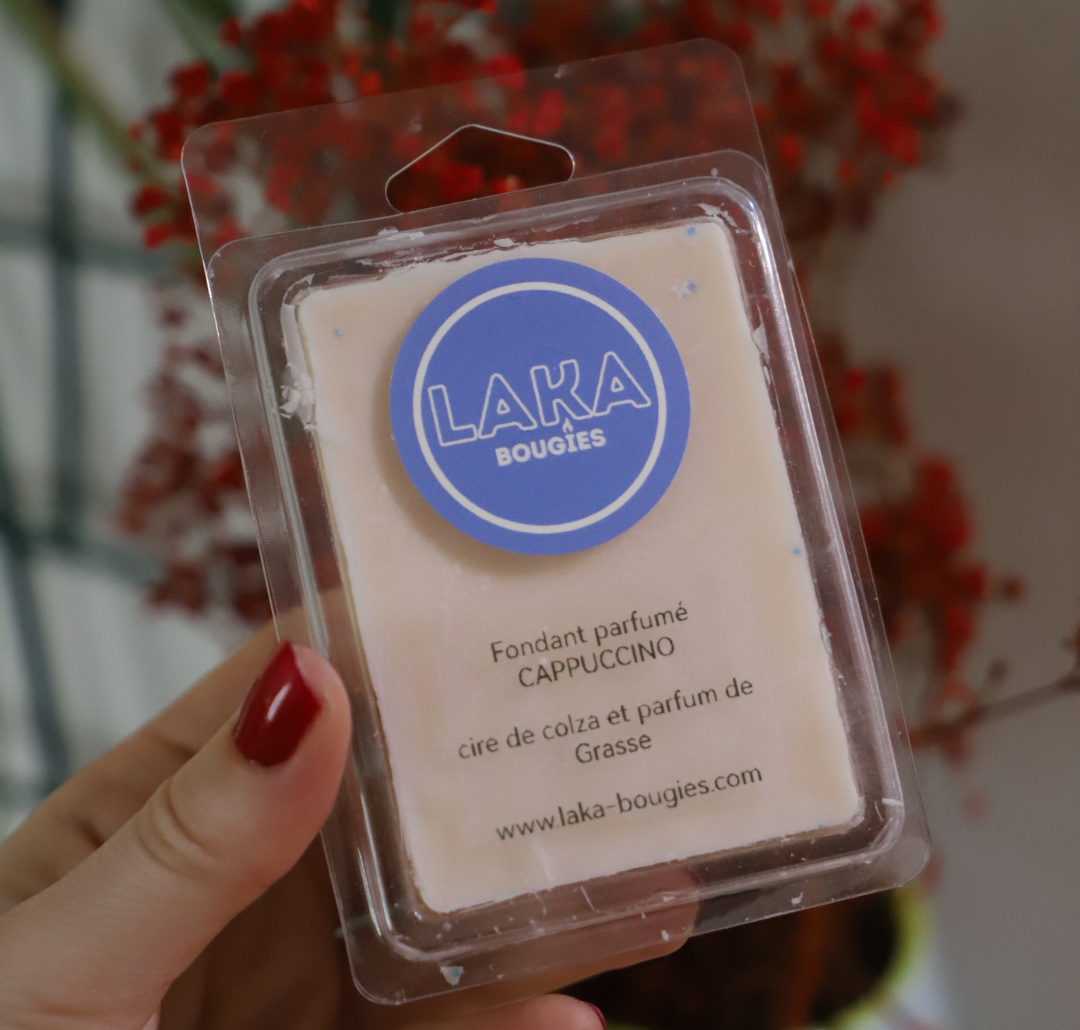 LAKA
BOUGIES
Fondant parfumé
CAPPUCCINO
cire de colza et parfum de
Grasse
www.laka-bougies.com